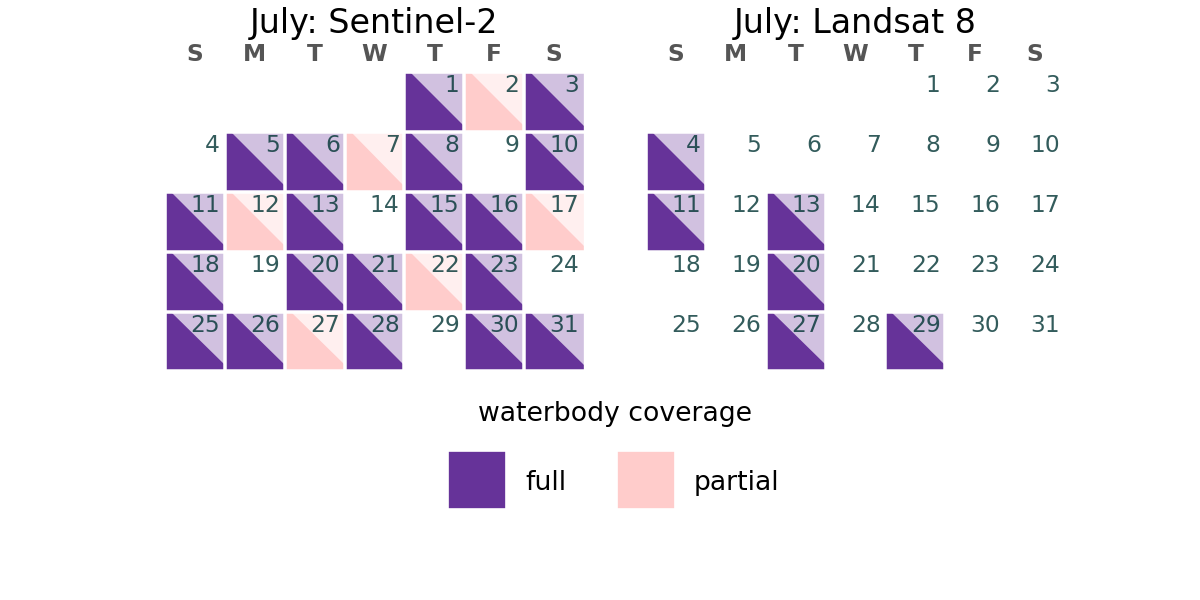 July: Sentinel-2
S M T W T F S
1 2 3
4 5 6 7 8 9 10
11 12 13 14 15 16 17
18 19 20 21 22 23 24
25 26 27 28 29 30 31
July: Landsat 8
S M T W T F S
1 2 3
4 5 6 7 8 9 10
11 12 13 14 15 16 17
18 19 20 21 22 23 24
25 26 27 28 29 30 31
waterbody coverage
full partial